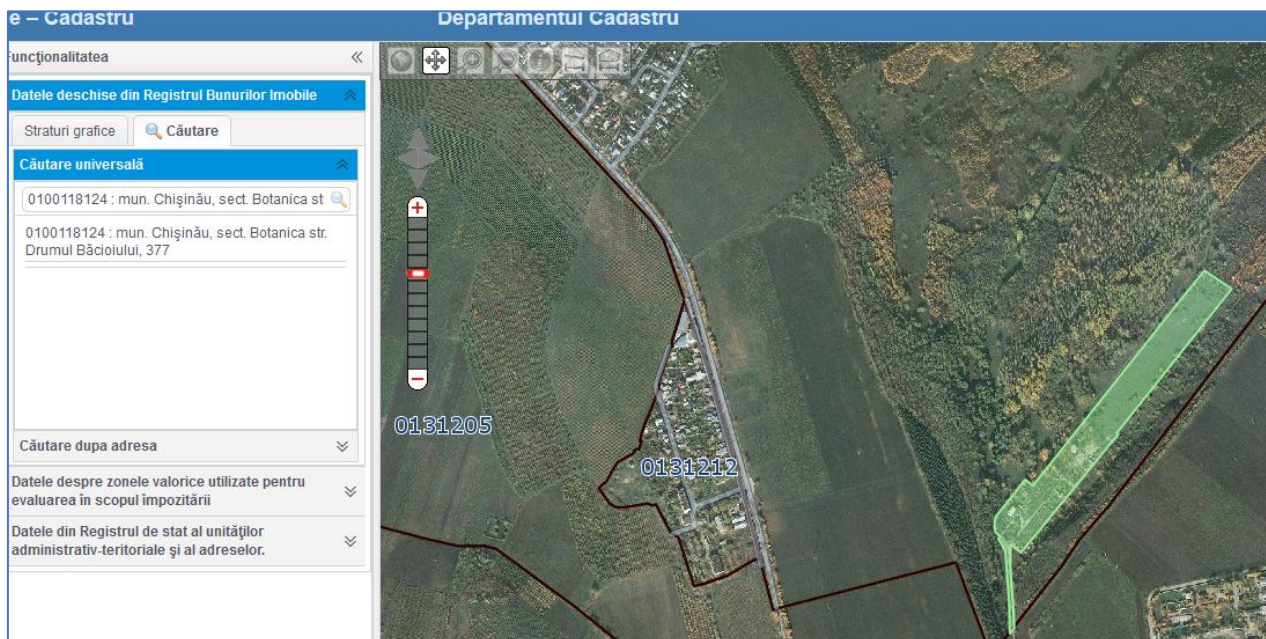 e – Cadastru
Departamentul Cadastru
Funcţionalitatea
Datele deschise din Registrul Bunurilor Imobile
Straturi grafice
Căutare
Căutare universală
0100118124 : mun. Chişinău, sect. Botanica st
0100118124 : mun. Chişinău, sect. Botanica str.
Drumul Băcioiului, 377
Căutare dupa adresa
Datele despre zonele valorice utilizate pentru
evaluarea în scopul impozitării
Datele din Registrul de stat al unităţilor
administrativ-teritoriale şi al adreselor.
0131205
0131212